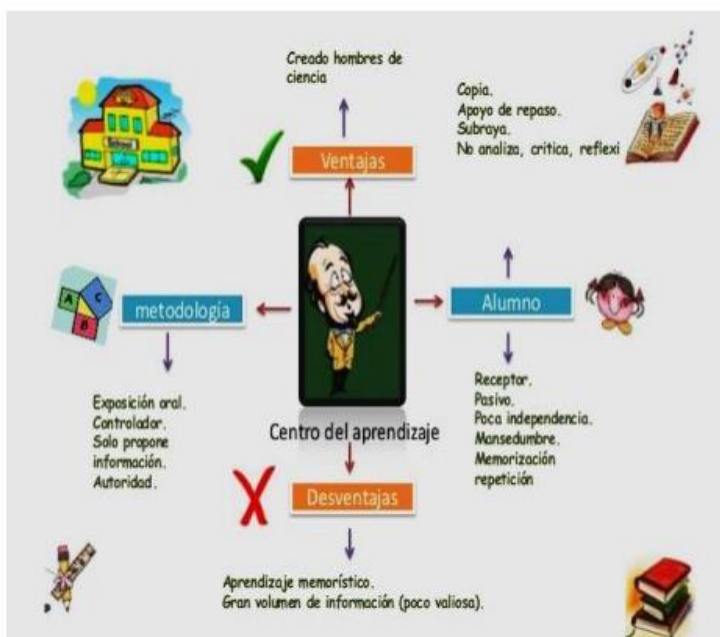 Creado hombres de
ciencia
Copia.
Apoyo de repaso.
Subraya.
No analiza, critica, reflexi
School
Ventajas
metodología
Alumno
A
C
B
Exposición oral.
Controlador.
Solo propone
información.
Autoridad.
Receptor.
Pasivo.
Poca independencia.
Mansedumbre.
Memorización
repetición
Centro del aprendizaje
Desventajas
Aprendizaje memorístico.
Gran volumen de información (poco valiosa).